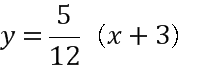 y = 5/12 (x + 3)